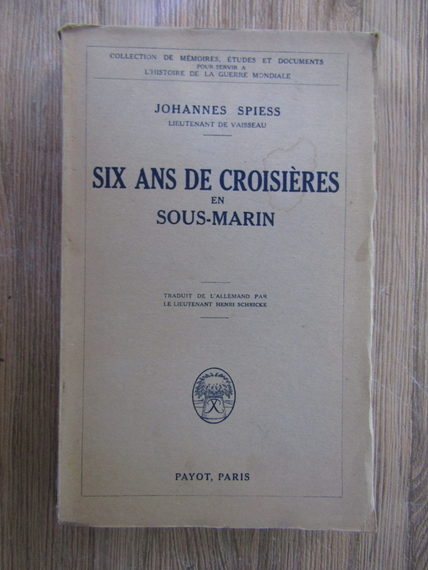 COLLECTION DE MÉMOIRES, ÉTUDES ET DOCUMENTS
POUR SERVIR A
L'HISTOIRE DE LA GUERRE MONDIALE
JOHANNES SPIESS
LIEUTENANT DE VAISSEAU
SIX ANS DE CROISIÈRES
EN
SOUS-MARIN
TRADUIT DE L'ALLEMAND PAR
LE LIEUTENANT HENRI SCHRICKE
PAYOT, PARIS